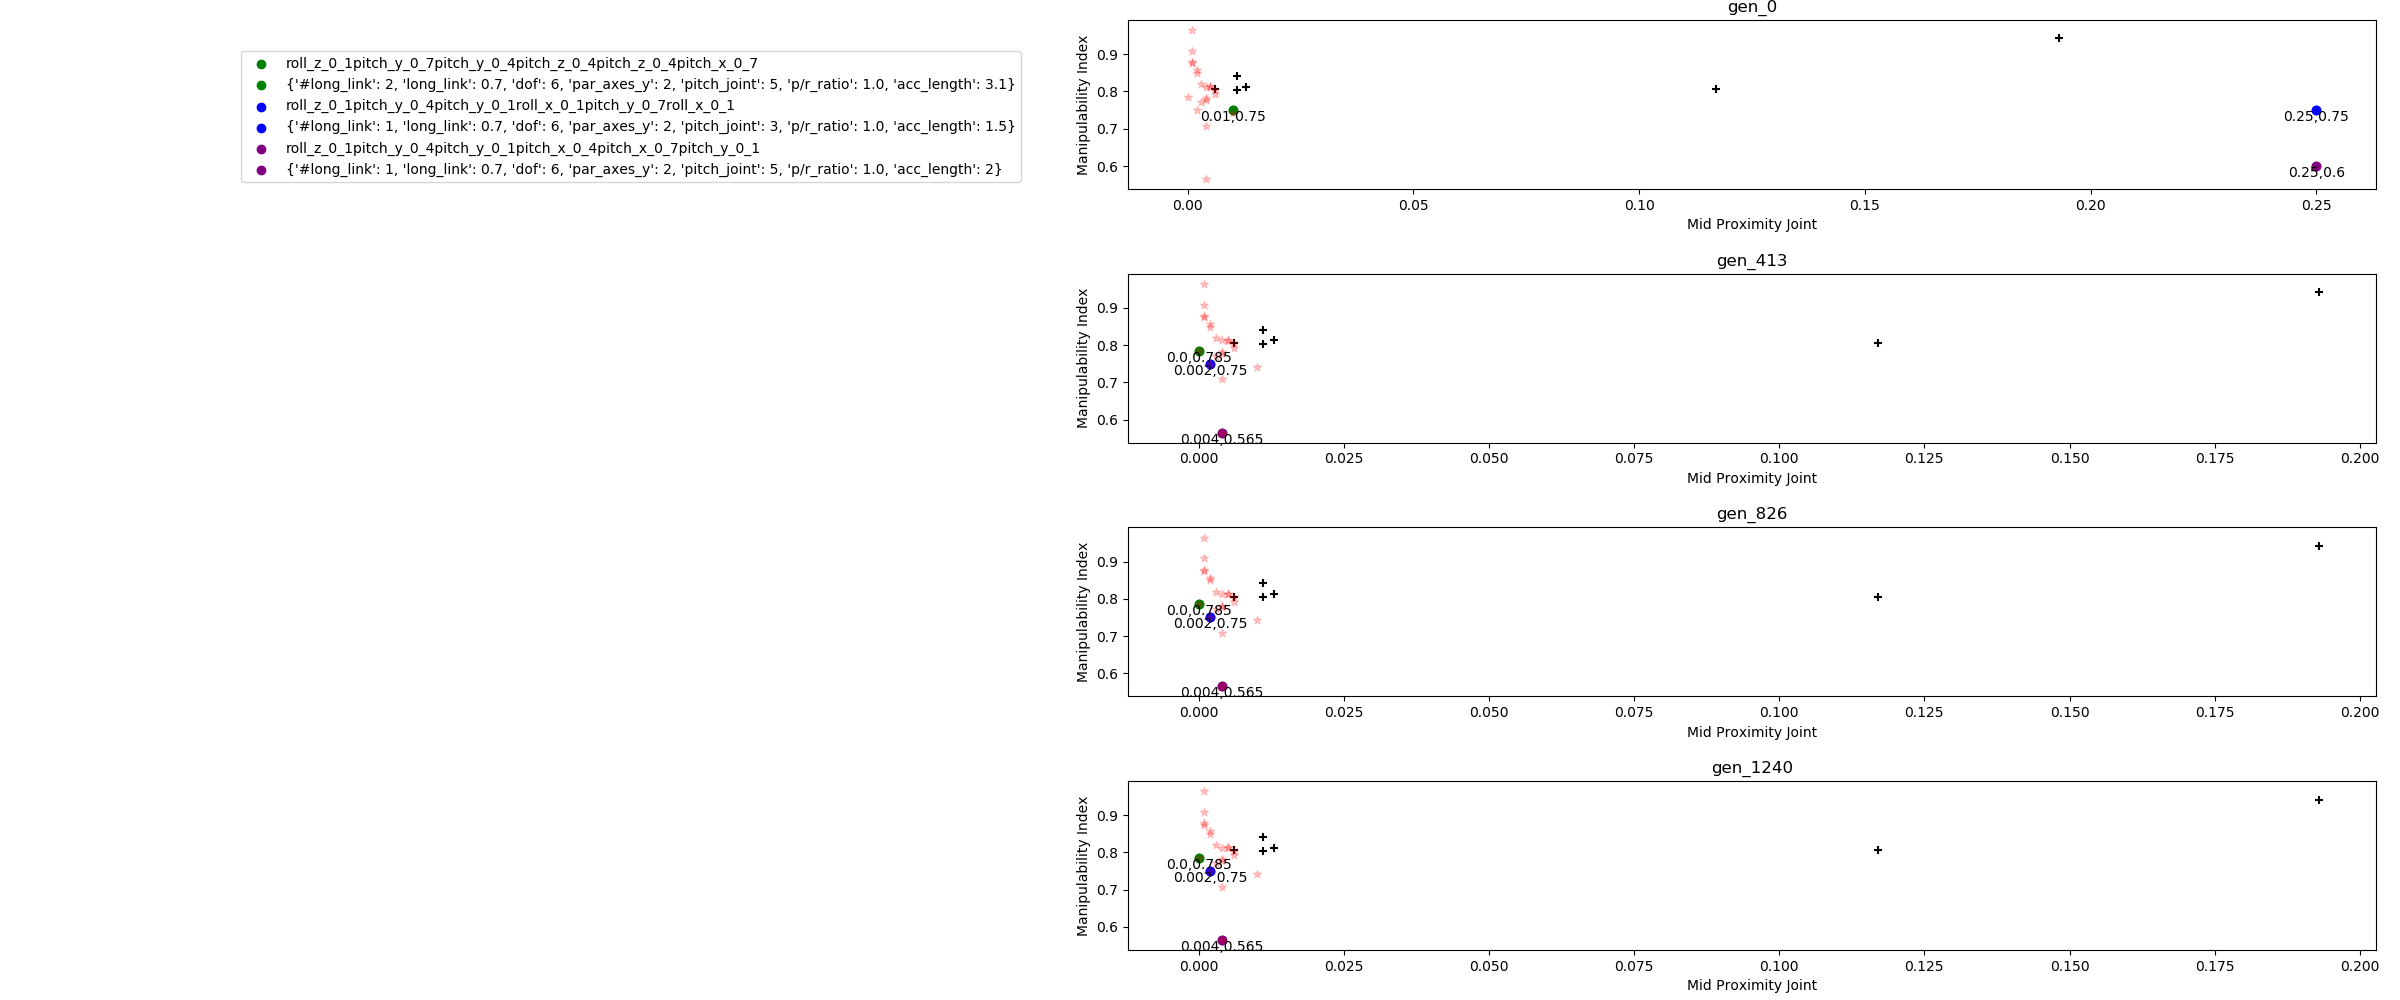 roll_z_0_1pitch_y_0_7pitch_y_0_4pitch_z_0_4pitch_z_0_4pitch_x_0_7
{'#long_link': 2, 'long_link': 0.7, 'dof': 6, 'par_axes_y': 2, 'pitch_joint': 5, 'p/r_ratio': 1.0, 'acc_length': 3.1}
roll_z_0_1pitch_y_0_4pitch_y_0_1roll_x_0_1pitch_y_0_7roll_x_0_1
{'#long_link': 1, 'long_link': 0.7, 'dof': 6, 'par_axes_y': 2, 'pitch_joint': 3, 'p/r_ratio': 1.0, 'acc_length': 1.5}
roll_z_0_1pitch_y_0_4pitch_y_0_1pitch_x_0_4pitch_x_0_7pitch_y_0_1
{'#long_link': 1, 'long_link': 0.7, 'dof': 6, 'par_axes_y': 2, 'pitch_joint': 5, 'p/r_ratio': 1.0, 'acc_length': 2}
gen_0
Manipulability Index
0.9
0.8
0.7
0.6
0.01,0.75
0.25,0.75
0.25,0.6
0.00 0.05 0.10 0.15 0.20 0.25
Mid Proximity Joint
gen_413
Manipulability Index
0.9
0.8
0.7
0.6
0.0,0.785
0.002,0.75
0.004,0.565
0.000 0.025 0.050 0.075 0.100 0.125 0.150 0.175 0.200
Mid Proximity Joint
gen_826
Manipulability Index
0.9
0.8
0.7
0.6
0.0,0.785
0.002,0.75
0.004,0.565
0.000 0.025 0.050 0.075 0.100 0.125 0.150 0.175 0.200
Mid Proximity Joint
gen_1240
Manipulability Index
0.9
0.8
0.7
0.6
0.0,0.785
0.002,0.75
0.004,0.565
0.000 0.025 0.050 0.075 0.100 0.125 0.150 0.175 0.200
Mid Proximity Joint